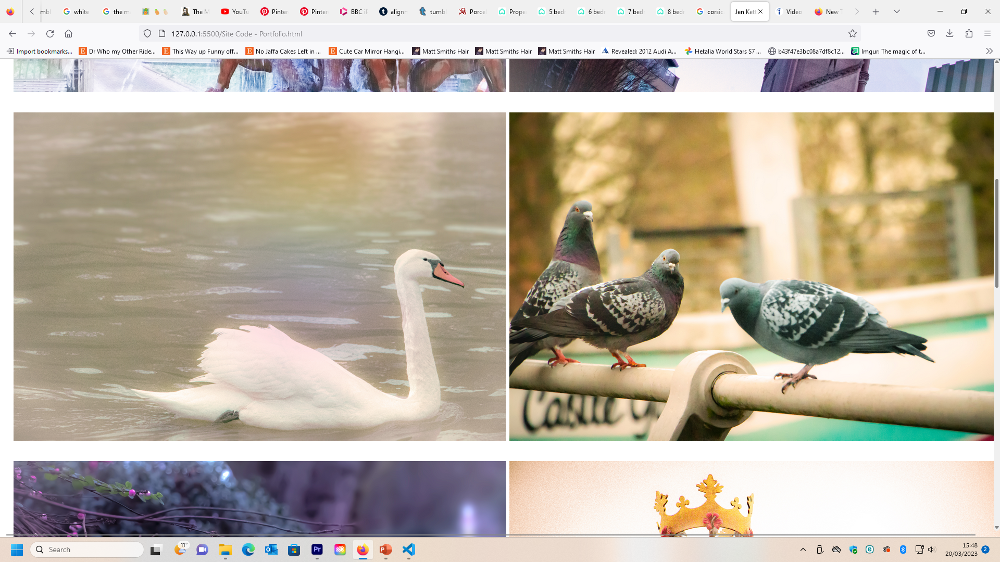 mbl
white
the m
The M
YouTu
Pinter
Pinter
BBC iP
alignn
tumbl
Porcel
Prope
5 bedr
6 bedr
7 bedr
8 bedr
corsic
Jen Kett
Video
New T
127.0.0.1:5500/Site Code - Portfolio.html
Import bookmarks...
Dr Who my Other Ride...
This Way up Funny off...
No Jaffa Cakes Left in ...
Cute Car Mirror Hangi...
Matt Smiths Hair
Matt Smiths Hair
Matt Smiths Hair
Revealed: 2012 Audi A...
Hetalia World Stars S7 ...
b43f47e3bc08a7df8c12...
Imgur: The magic of t...
Castle G
Search
11°
Pr
15:48
20/03/2023
2